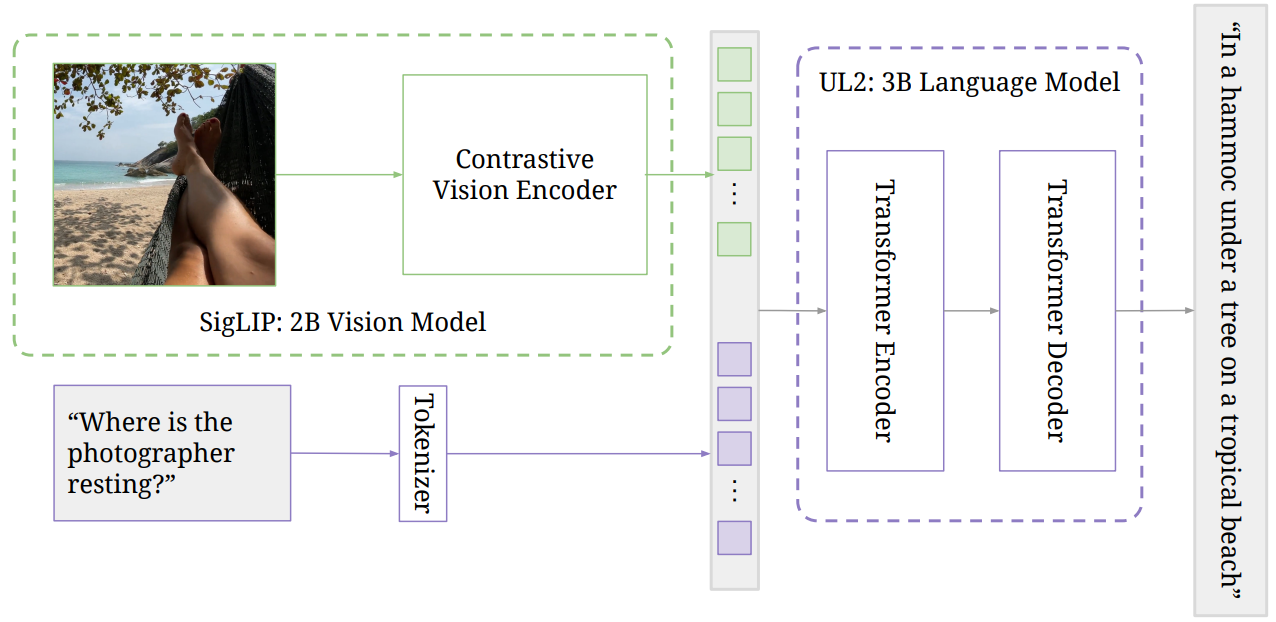 Contrastive
Vision Encoder
SigLIP: 2B Vision Model
“Where is the
photographer
resting?”
Tokenizer
UL2: 3B Language Model
Transformer Encoder
Transformer Decoder
“In a hammoc under a tree on a tropical beach”